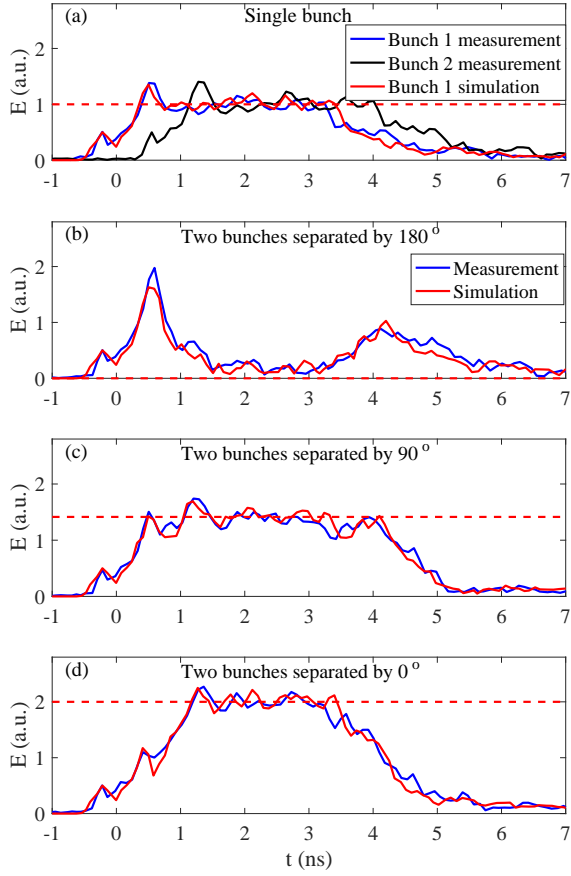 (a)
Single bunch
Bunch 1 measurement
Bunch 2 measurement
Bunch 1 simulation
E (a.u.)
2
1
0
-1 0 1 2 3 4 5 6 7
(b)
Two bunches separated by 180 o
Measurement
Simulation
E (a.u.)
2
1
0
-1 0 1 2 3 4 5 6 7
(c)
Two bunches separated by 90 o
E (a.u.)
2
1
0
-1 0 1 2 3 4 5 6 7
(d)
Two bunches separated by 0 o
E (a.u.)
2
1
0
-1 0 1 2 3 4 5 6 7
t (ns)